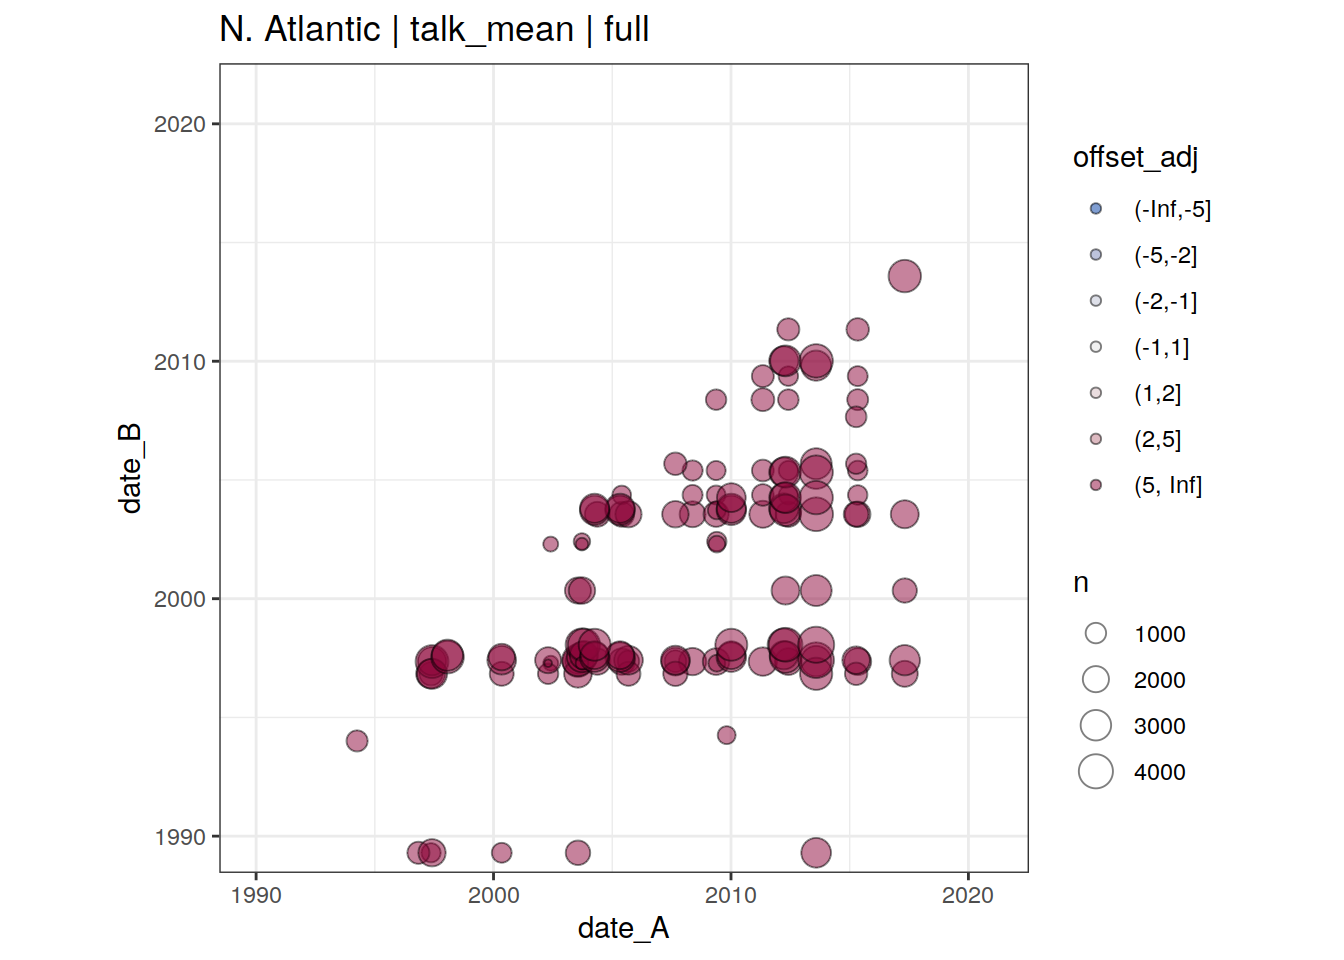 N. Atlantic | talk_mean | full
2020
2010
2000
1990
date_B
1990 2000 2010 2020
date_A
offset_adj
(-Inf,-5]
(-5,-2]
(-2,-1]
(-1,1]
(1,2]
(2,5]
(5, Inf]
n
1000
2000
3000
4000